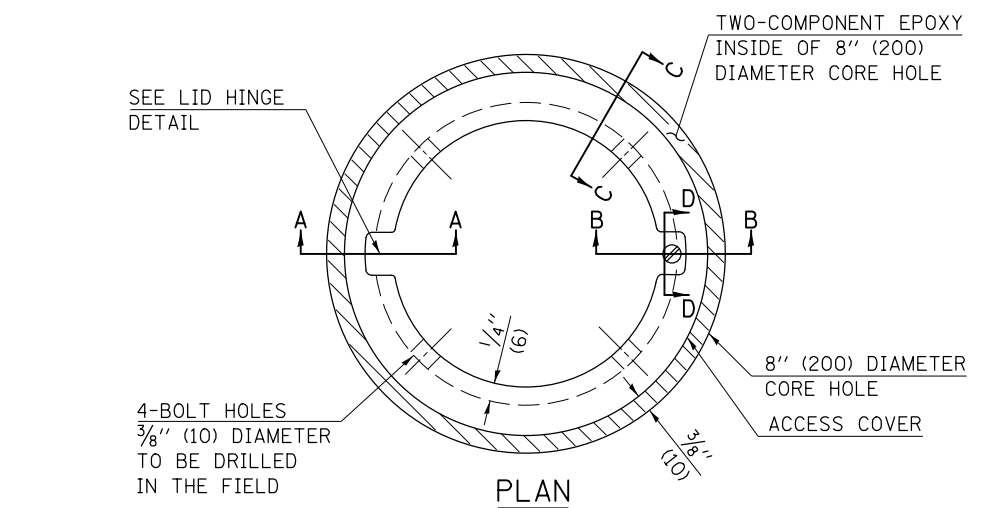 TWO-COMPONENT EPOXY
INSIDE OF 8" (200)
DIAMETER CORE HOLE
SEE LID HINGE
DETAIL
C
C
A
A
B
B
D
D
1/4"
(6)
8" (200) DIAMETER
CORE HOLE
ACCESS COVER
4-BOLT HOLES
3/8" (10) DIAMETER
TO BE DRILLED
IN THE FIELD
3/8"
(10)
PLAN